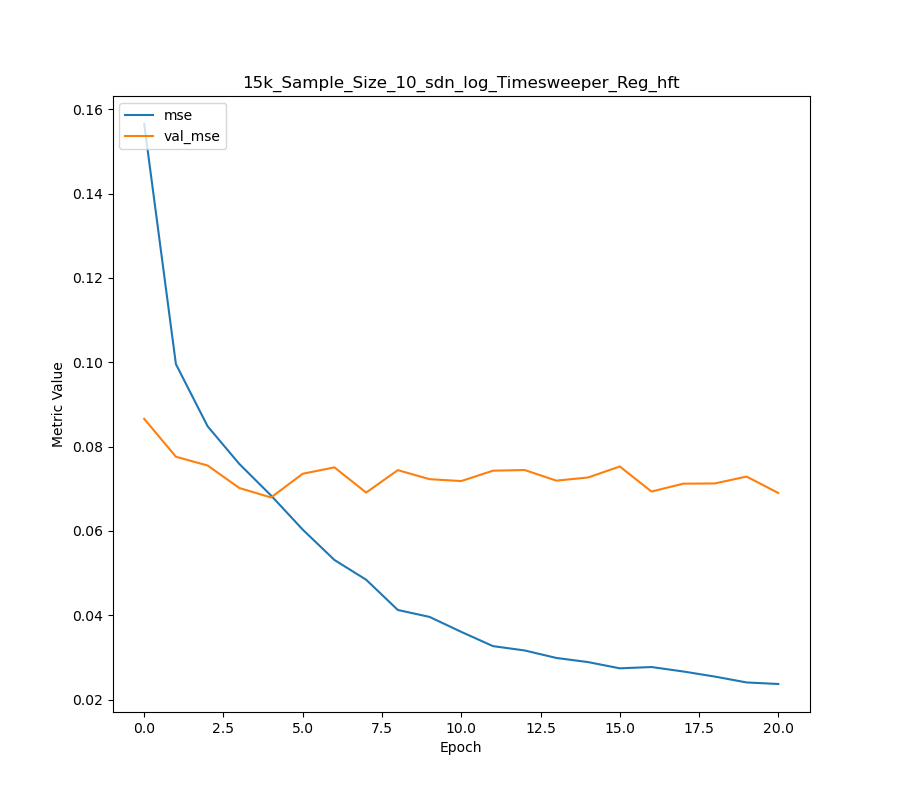 15k_Sample_Size_10_sdn_log_Timesweeper_Reg_hft
mse
val_mse
0.16
0.14
0.12
0.10
0.08
0.06
0.04
0.02
Metric Value
0.0 2.5 5.0 7.5 10.0 12.5 15.0 17.5 20.0
Epoch